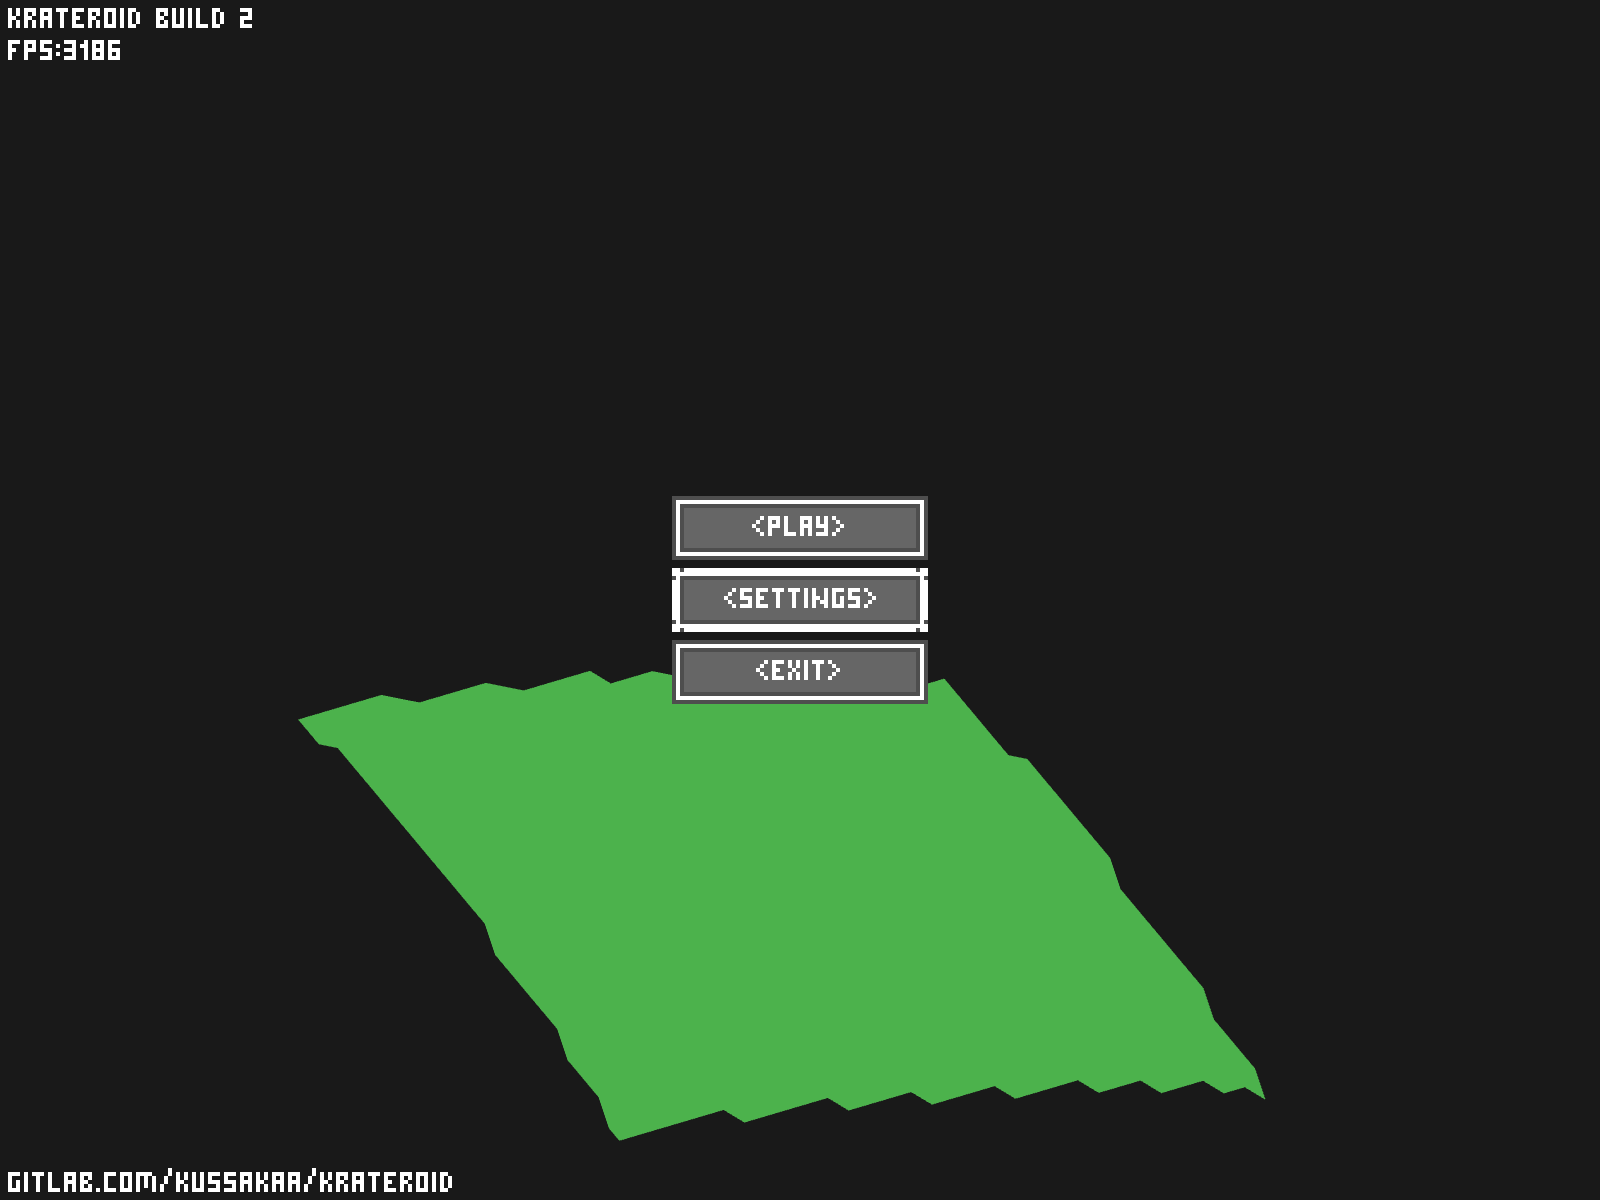 KRATEROID BUILD 2
FPS:3186
<PLAY>
<SETTINGS>
<EXIT>
GITLAB.COM/KUSSAKAA/KRATEROID